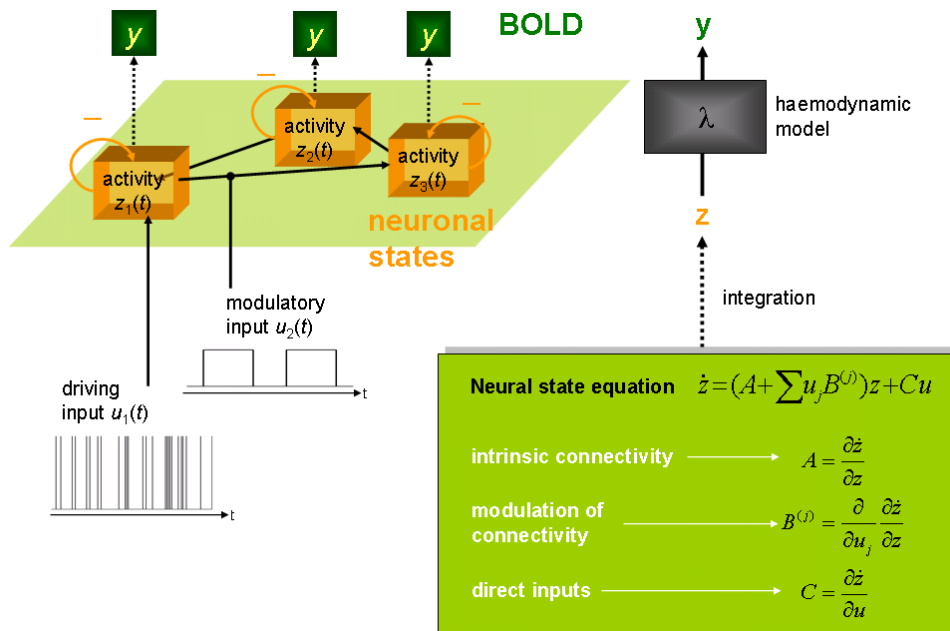 y
y
y
BOLD
y
–
–
–
activity
z₂(t)
activity
z₃(t)
activity
z₁(t)
λ
haemodynamic
model
neuronal
states
z
modulatory
input u₂(t)
integration
t
driving
input u₁(t)
t
Neural state equation ż = (A + ∑ uⱼB⁽ʲ⁾)z + Cu
intrinsic connectivity A = ∂ż/∂z
modulation of
connectivity B⁽ʲ⁾ = ∂/∂uⱼ ∂ż/∂z
direct inputs C = ∂ż/∂u